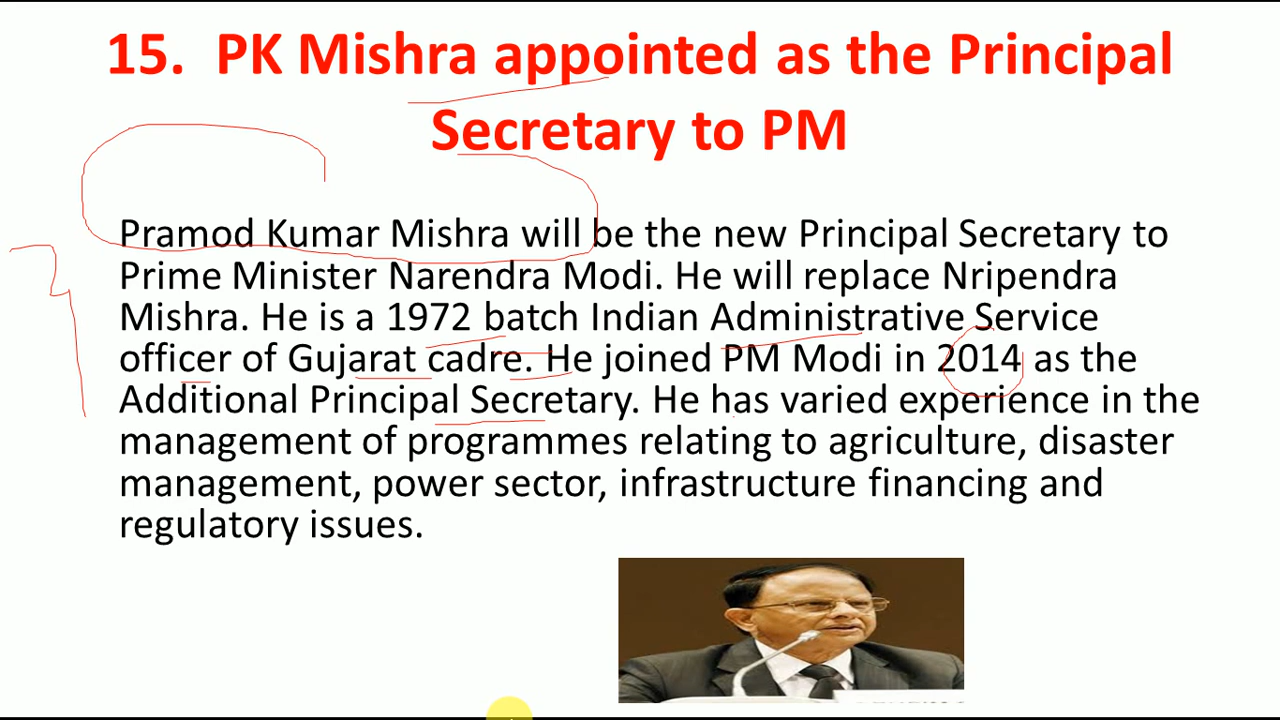 15. PK Mishra appointed as the Principal
Secretary to PM
Pramod Kumar Mishra will be the new Principal Secretary to
Prime Minister Narendra Modi. He will replace Nripendra
Mishra. He is a 1972 batch Indian Administrative Service
officer of Gujarat cadre. He joined PM Modi in 2014 as the
Additional Principal Secretary. He has varied experience in the
management of programmes relating to agriculture, disaster
management, power sector, infrastructure financing and
regulatory issues.